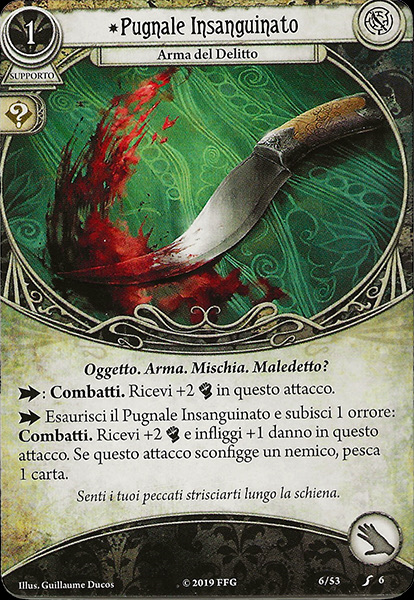 1
*Pugnale Insanguinato
Arma del Delitto
SUPPORTO
?
Oggetto. Arma. Mischia. Maledetto?
: Combatti. Ricevi +2 in questo attacco.
Esaurisci il Pugnale Insanguinato e subisci 1 orrore:
Combatti. Ricevi +2 e infliggi +1 danno in questo
attacco. Se questo attacco sconfigge un nemico, pesca
1 carta.
Senti i tuoi peccati strisciarti lungo la schiena.
Illus. Guillaume Ducos
© 2019 FFG
6/53
6